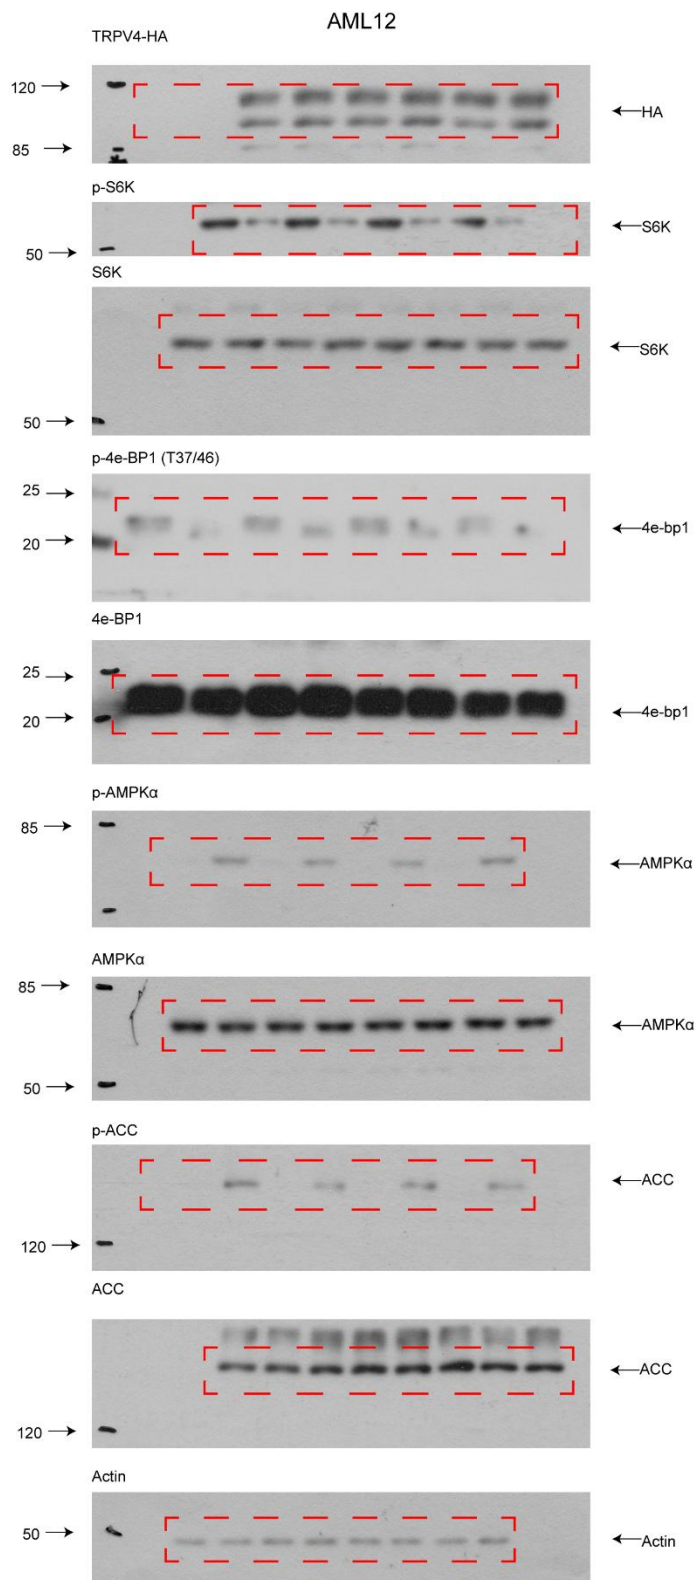 AML12
TRPV4-HA
120
HA
85
p-S6K
S6K
50
S6K
S6K
50
p-4e-BP1 (T37/46)
25
4e-bp1
20
4e-BP1
25
4e-bp1
20
p-AMPKα
85
AMPKα
AMPKα
85
AMPKα
50
p-ACC
ACC
120
ACC
ACC
120
Actin
50
Actin